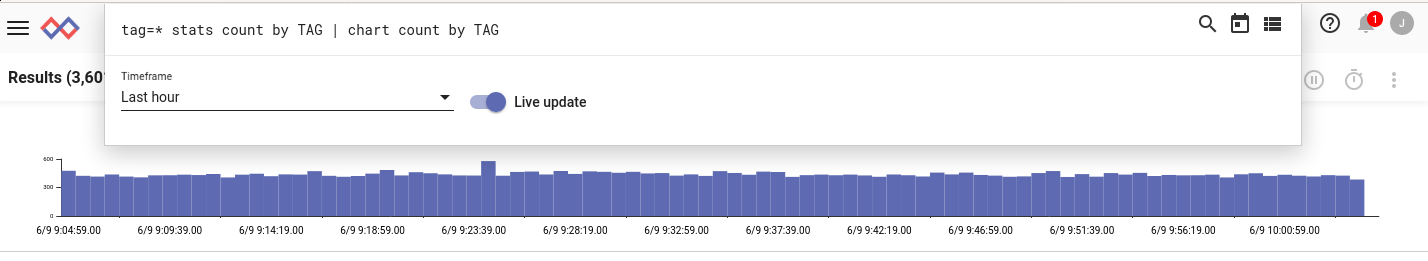 tag=* stats count by TAG | chart count by TAG
1
J
Results (3,60
Timeframe
Last hour
Live update
600
300
0
6/9 9:04:59.00 6/9 9:09:39.00 6/9 9:14:19.00 6/9 9:18:59.00 6/9 9:23:39.00 6/9 9:28:19.00 6/9 9:32:59.00 6/9 9:37:39.00 6/9 9:42:19.00 6/9 9:46:59.00 6/9 9:51:39.00 6/9 9:56:19.00 6/9 10:00:59.00